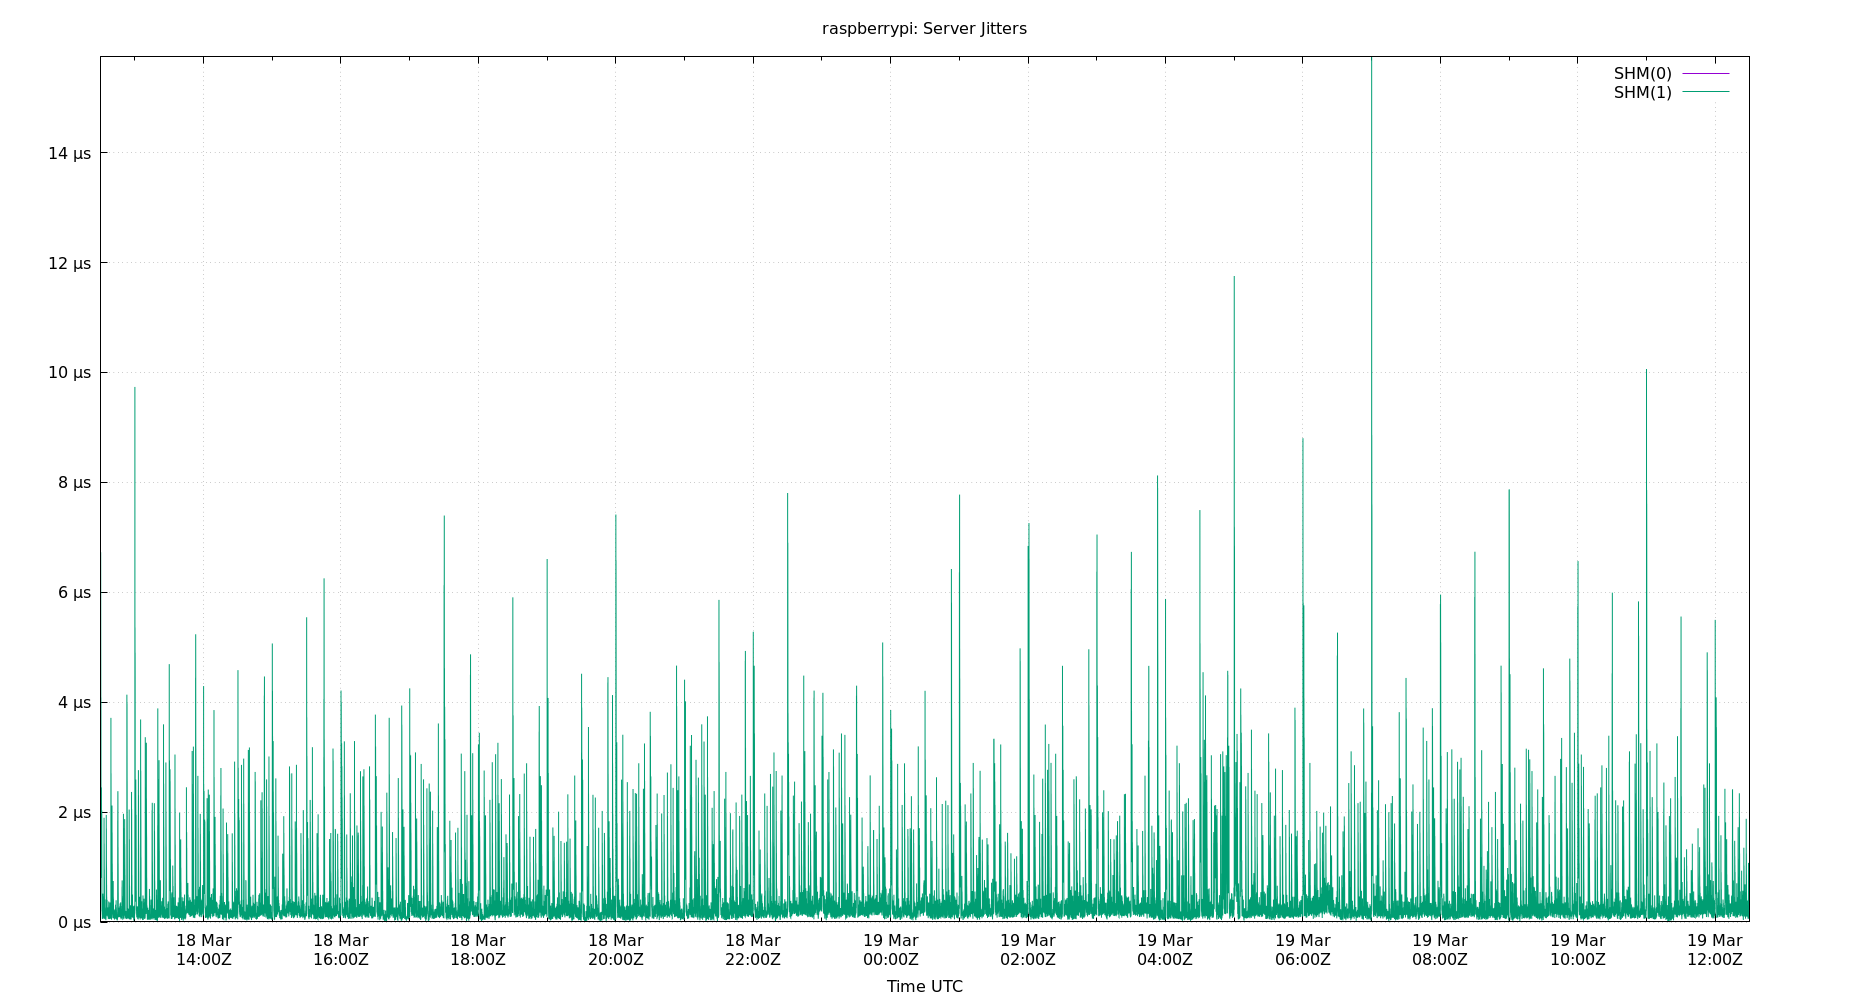 raspberrypi: Server Jitters
SHM(0)
SHM(1)
14 µs
12 µs
10 µs
8 µs
6 µs
4 µs
2 µs
0 µs
18 Mar 18 Mar 18 Mar 18 Mar 18 Mar 19 Mar 19 Mar 19 Mar 19 Mar 19 Mar 19 Mar 19 Mar
14:00Z 16:00Z 18:00Z 20:00Z 22:00Z 00:00Z 02:00Z 04:00Z 06:00Z 08:00Z 10:00Z 12:00Z
Time UTC